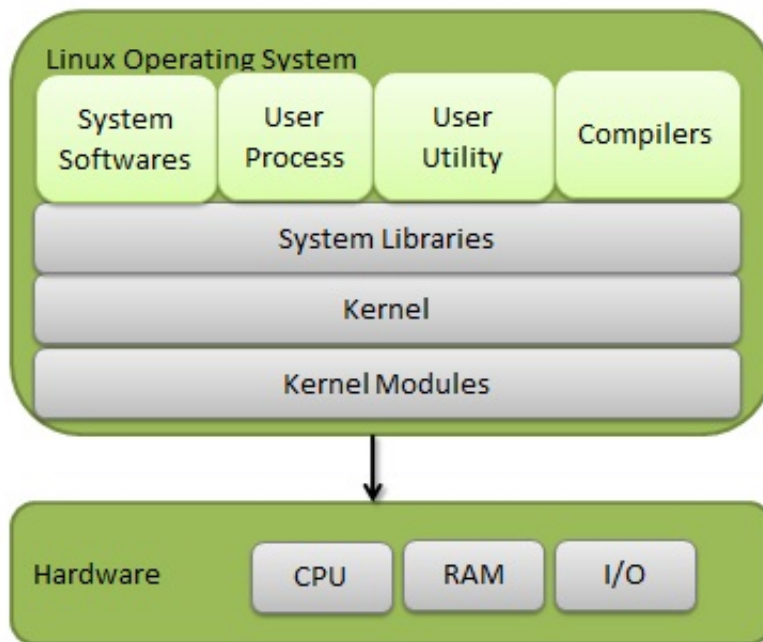 Linux Operating System
System
Softwares
User
Process
User
Utility
Compilers
System Libraries
Kernel
Kernel Modules
Hardware
CPU
RAM
I/O